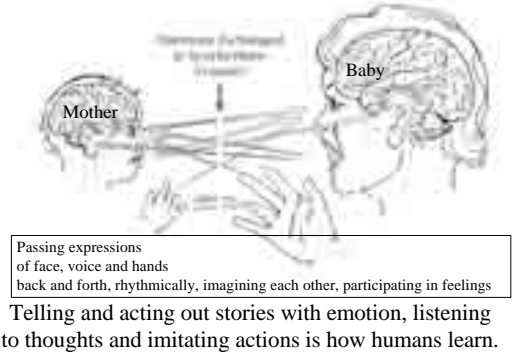 Baby
Mother
Passing expressions
of face, voice and hands
back and forth, rhythmically, imagining each other, participating in feelings
Telling and acting out stories with emotion, listening
to thoughts and imitating actions is how humans learn.